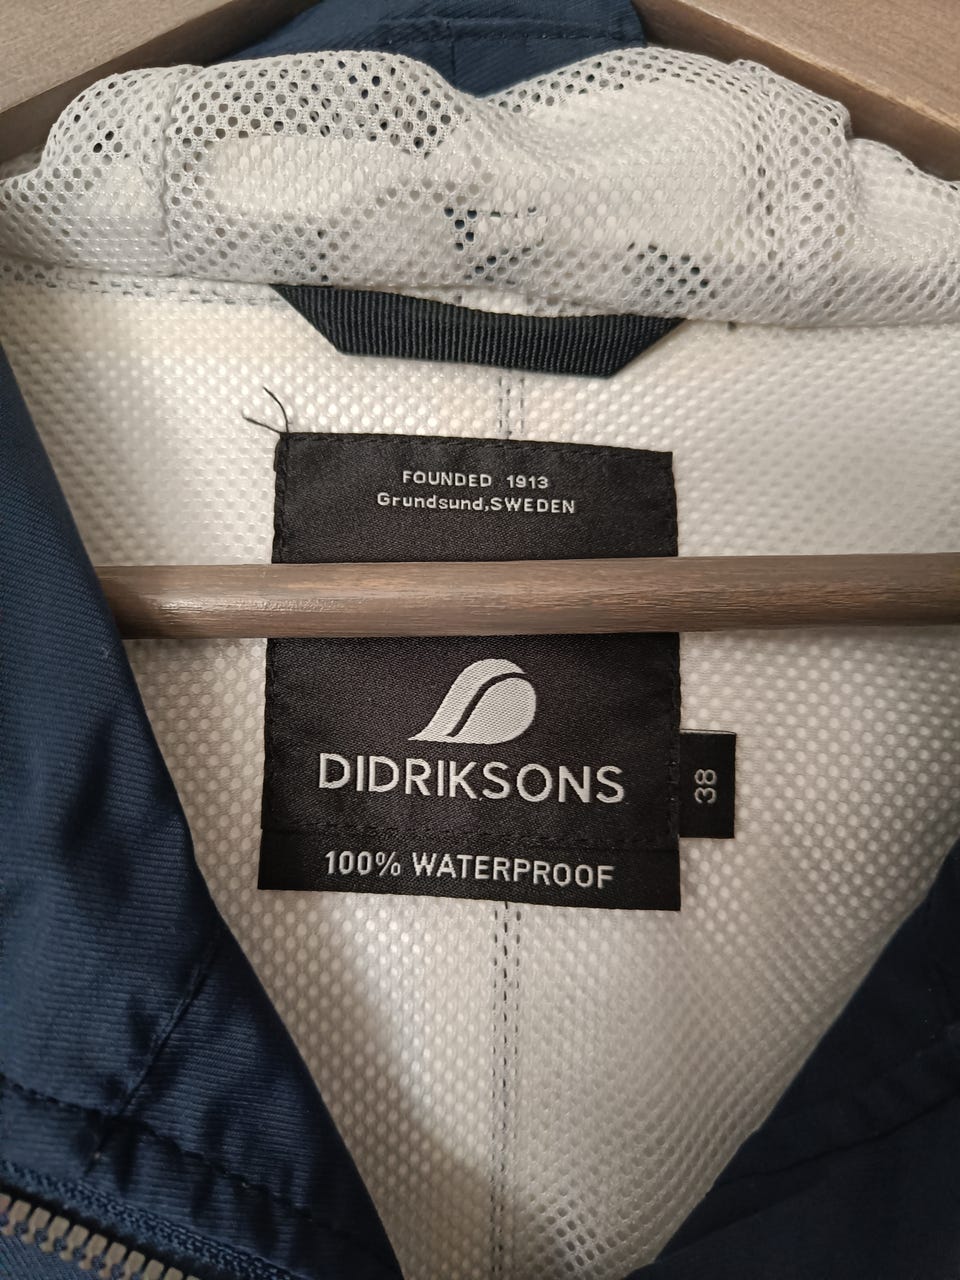 FOUNDED 1913
Grundsund,SWEDEN
DIDRIKSONS
38
100% WATERPROOF